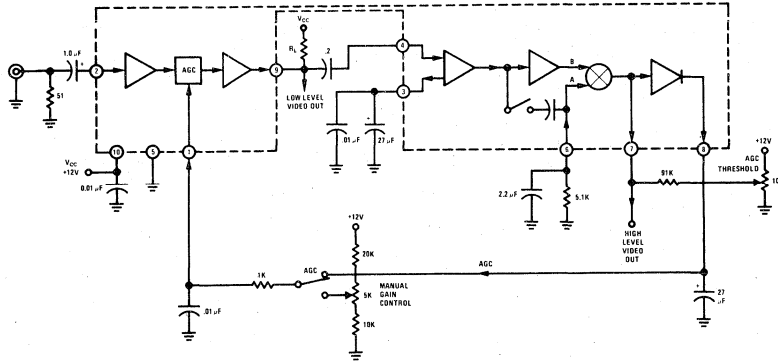 VCC
RL
.2
1.0 µF
+
2
AGC
9
LOW LEVEL
VIDEO OUT
4
3
.01 µF
+
27 µF
B
A
51
VCC
+12V
10
5
1
0.01 µF
6
7
8
2.2 µF
5.1K
91K
+12V
AGC
THRESHOLD
HIGH
LEVEL
VIDEO
OUT
+12V
20K
1K
AGC
AGC
MANUAL
GAIN
CONTROL
5K
10K
.01 µF
+
27
µF